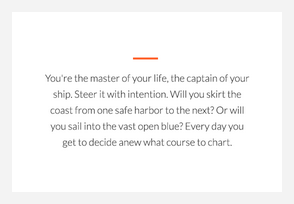 You're the master of your life, the captain of your
ship. Steer it with intention. Will you skirt the
coast from one safe harbor to the next? Or will
you sail into the vast open blue? Every day you
get to decide anew what course to chart.